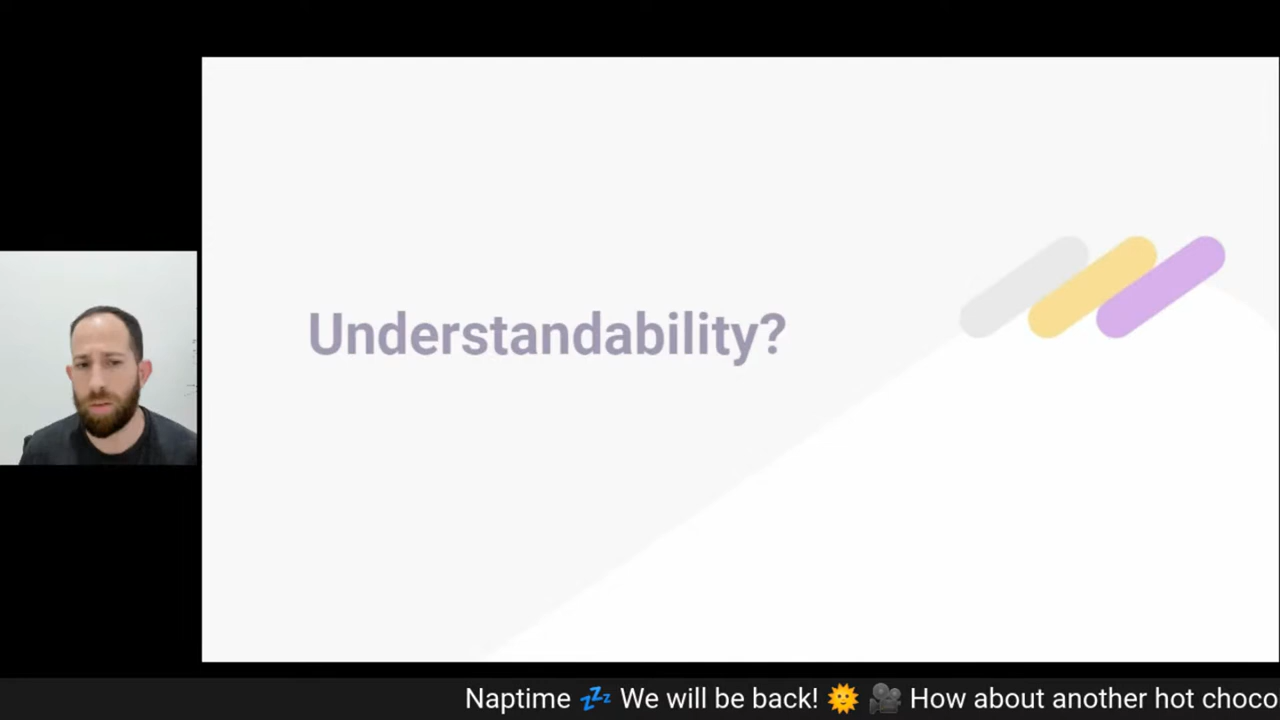 Understandability?
Naptime 💤 We will be back! 🌞 🎥 How about another hot choco